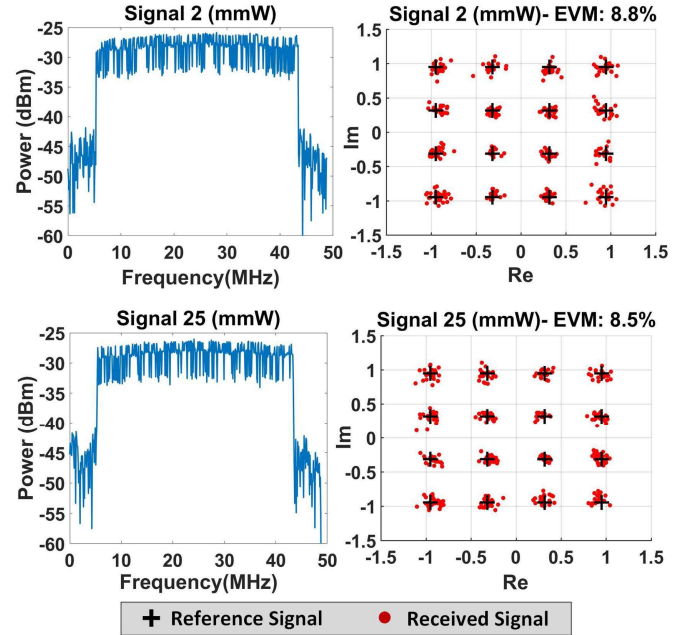 Signal 2 (mmW)
-25
-30
-35
-40
-45
-50
-55
-60
Power (dBm)
0 10 20 30 40 50
Frequency(MHz)
Signal 2 (mmW)- EVM: 8.8%
1.5
1
0.5
0
-0.5
-1
-1.5
Im
-1 -0.5 0 0.5 1 1.5
Re
Signal 25 (mmW)
-25
-30
-35
-40
-45
-50
-55
-60
Power (dBm)
0 10 20 30 40 50
Frequency(MHz)
Signal 25 (mmW)- EVM: 8.5%
1.5
1
0.5
0
-0.5
-1
-1.5
Im
-1 -0.5 0 0.5 1 1.5
Re
Reference Signal Received Signal